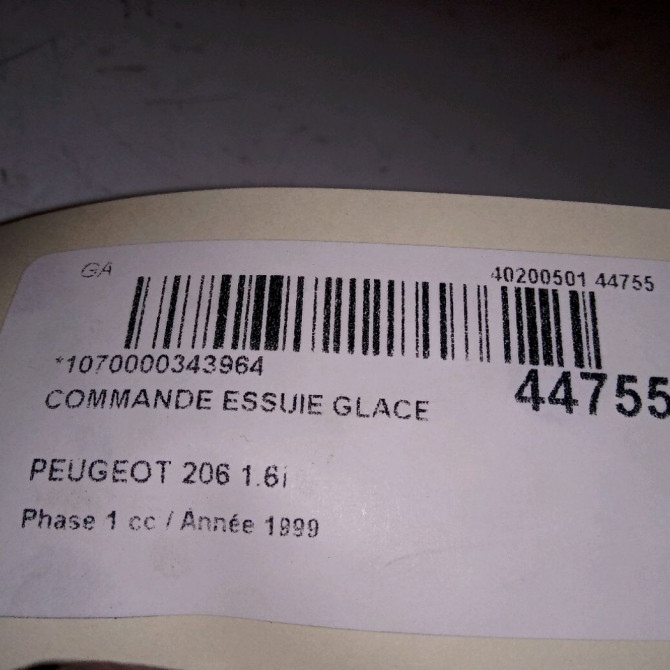 GA
40200501 44755
*1070000343964
44755
COMMANDE ESSUIE GLACE
PEUGEOT 206 1.6i
Phase 1 cc / Année 1999